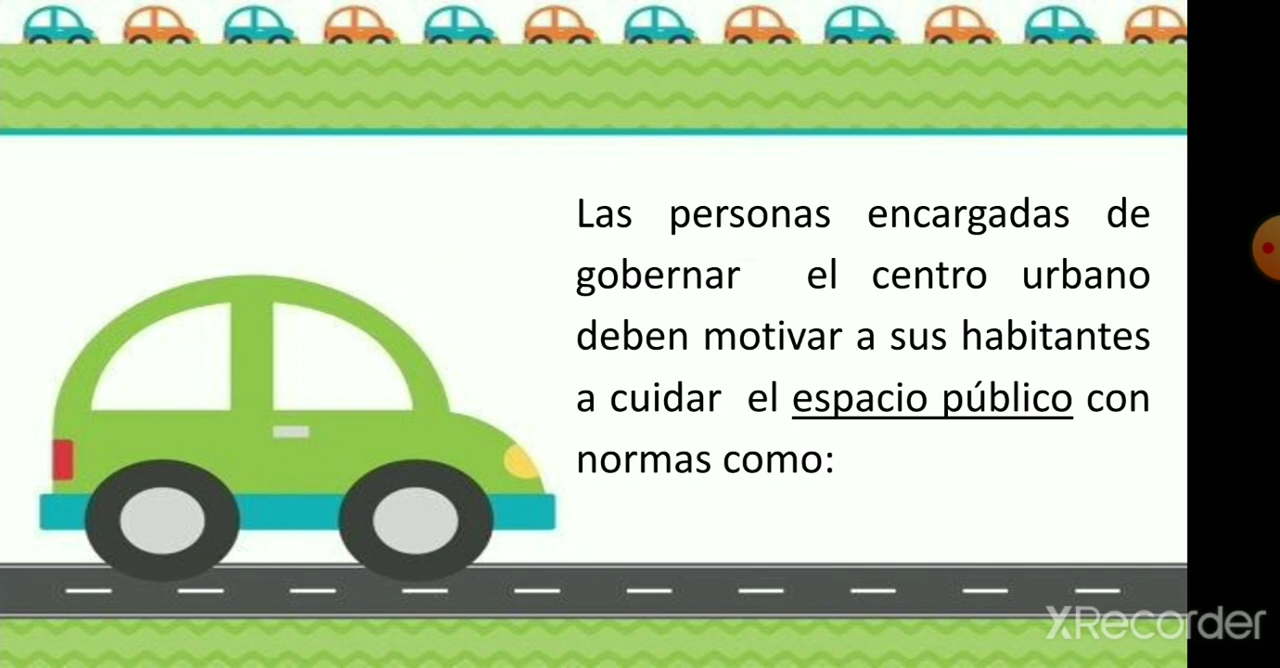 Las personas encargadas de
gobernar el centro urbano
deben motivar a sus habitantes
a cuidar el espacio público con
normas como:
XRecorder